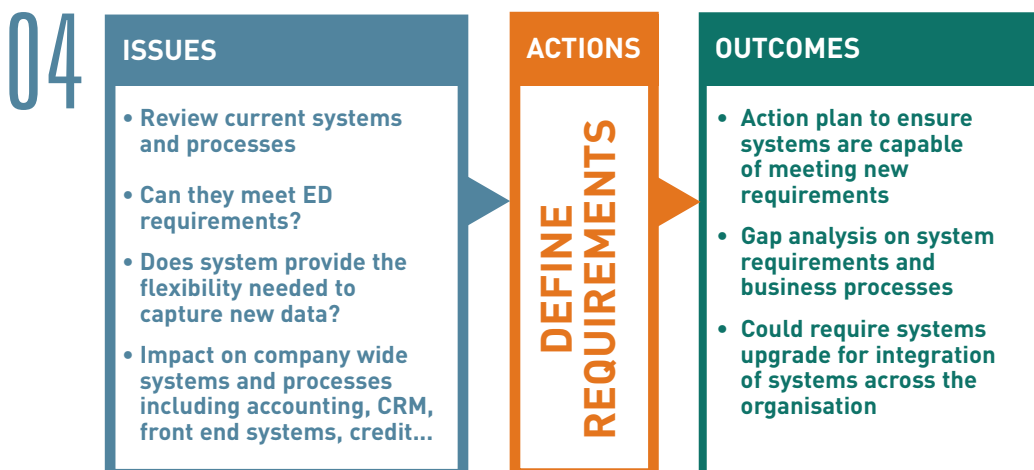 04
ISSUES
• Review current systems
and processes
• Can they meet ED
requirements?
• Does system provide the
flexibility needed to
capture new data?
• Impact on company wide
systems and processes
including accounting, CRM,
front end systems, credit...
ACTIONS
DEFINE
REQUIREMENTS
OUTCOMES
• Action plan to ensure
systems are capable
of meeting new
requirements
• Gap analysis on system
requirements and
business processes
• Could require systems
upgrade for integration
of systems across the
organisation